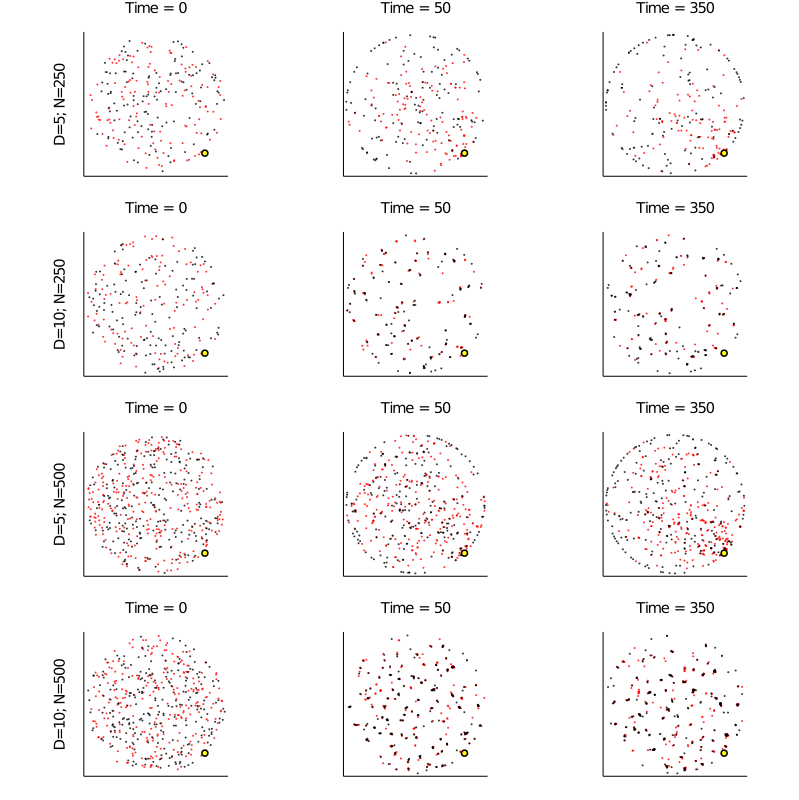 Time = 0
Time = 50
Time = 350
D=5; N=250
Time = 0
Time = 50
Time = 350
D=10; N=250
Time = 0
Time = 50
Time = 350
D=5; N=500
Time = 0
Time = 50
Time = 350
D=10; N=500